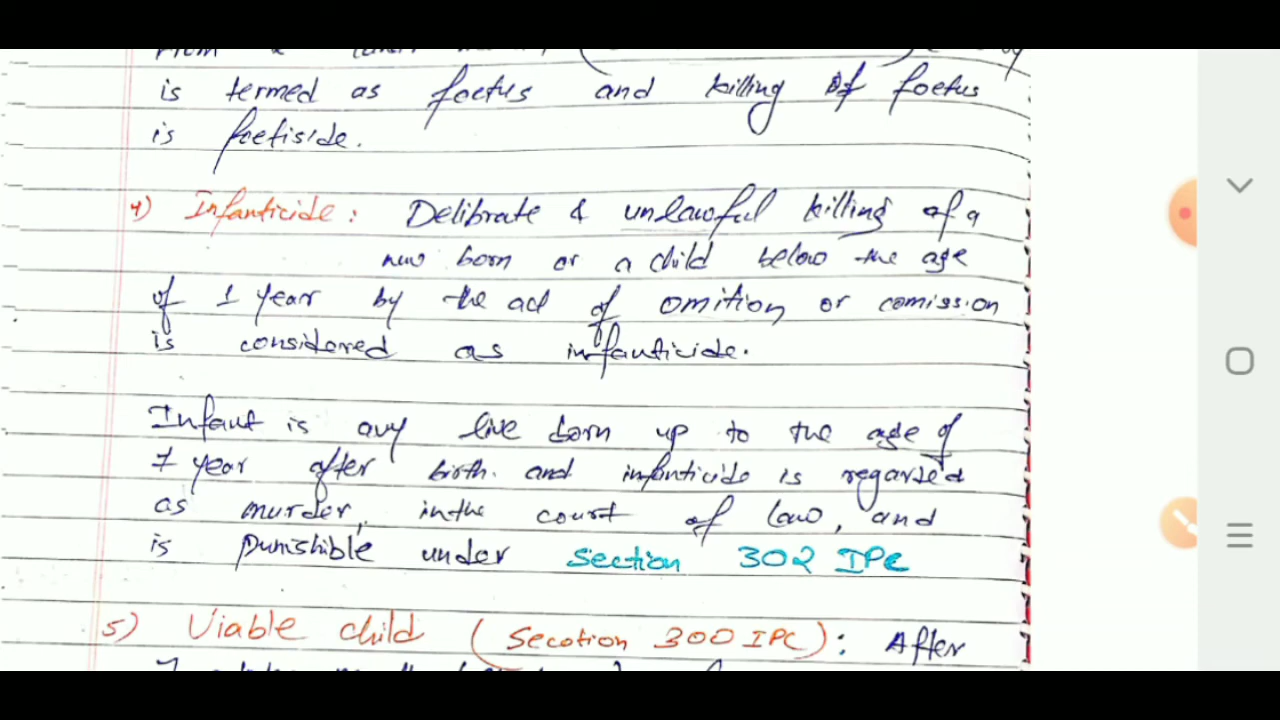 is termed as foetus and killing of foetus
is foetiside.
4) Infanticide: Delibrate & unlawful killing of a
new born or a child below the age
of 1 year by the act of omition or comission
is considered as infanticide.
Infant is any live born up to the age of
1 year after birth. and infanticide is regarded
as murder, in the court of law, and
is punishible under Section 302 IPC
5) Viable child (Secotion 300 IPC): After